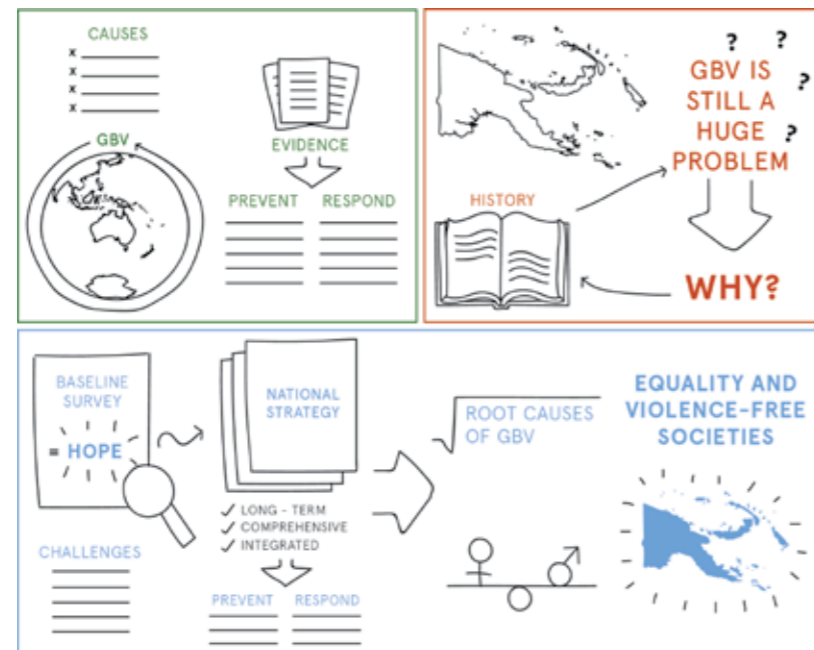 CAUSES
x
x
x
x
GBV
EVIDENCE
PREVENT RESPOND
? ?
GBV IS
STILL A ?
HUGE ?
PROBLEM
HISTORY
WHY?
BASELINE
SURVEY
= HOPE
CHALLENGES
NATIONAL
STRATEGY
✓ LONG - TERM
✓ COMPREHENSIVE
✓ INTEGRATED
PREVENT RESPOND
ROOT CAUSES
OF GBV
EQUALITY AND
VIOLENCE-FREE
SOCIETIES